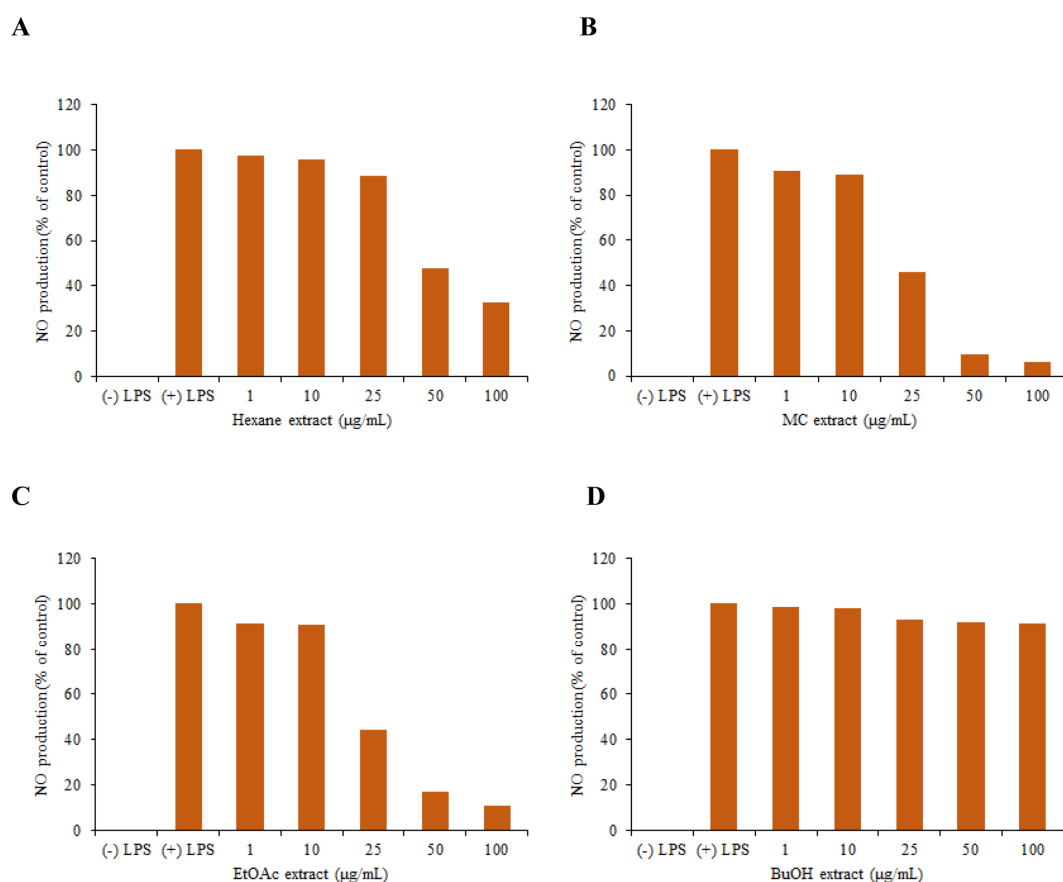 A
NO production (% of control)
120
100
80
60
40
20
0
(-) LPS (+) LPS 1 10 25 50 100
Hexane extract (µg/mL)
B
NO production (% of control)
120
100
80
60
40
20
0
(-) LPS (+) LPS 1 10 25 50 100
MC extract (µg/mL)
C
NO production (% of control)
120
100
80
60
40
20
0
(-) LPS (+) LPS 1 10 25 50 100
EtOAc extract (µg/mL)
D
NO production (% of control)
120
100
80
60
40
20
0
(-) LPS (+) LPS 1 10 25 50 100
BuOH extract (µg/mL)